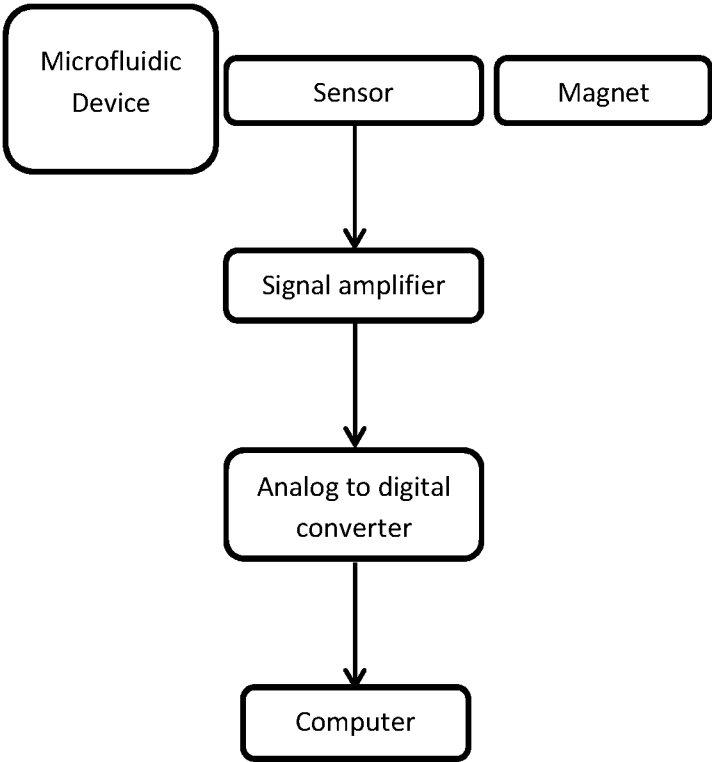 Microfluidic
Device
Sensor
Magnet
Signal amplifier
Analog to digital
converter
Computer